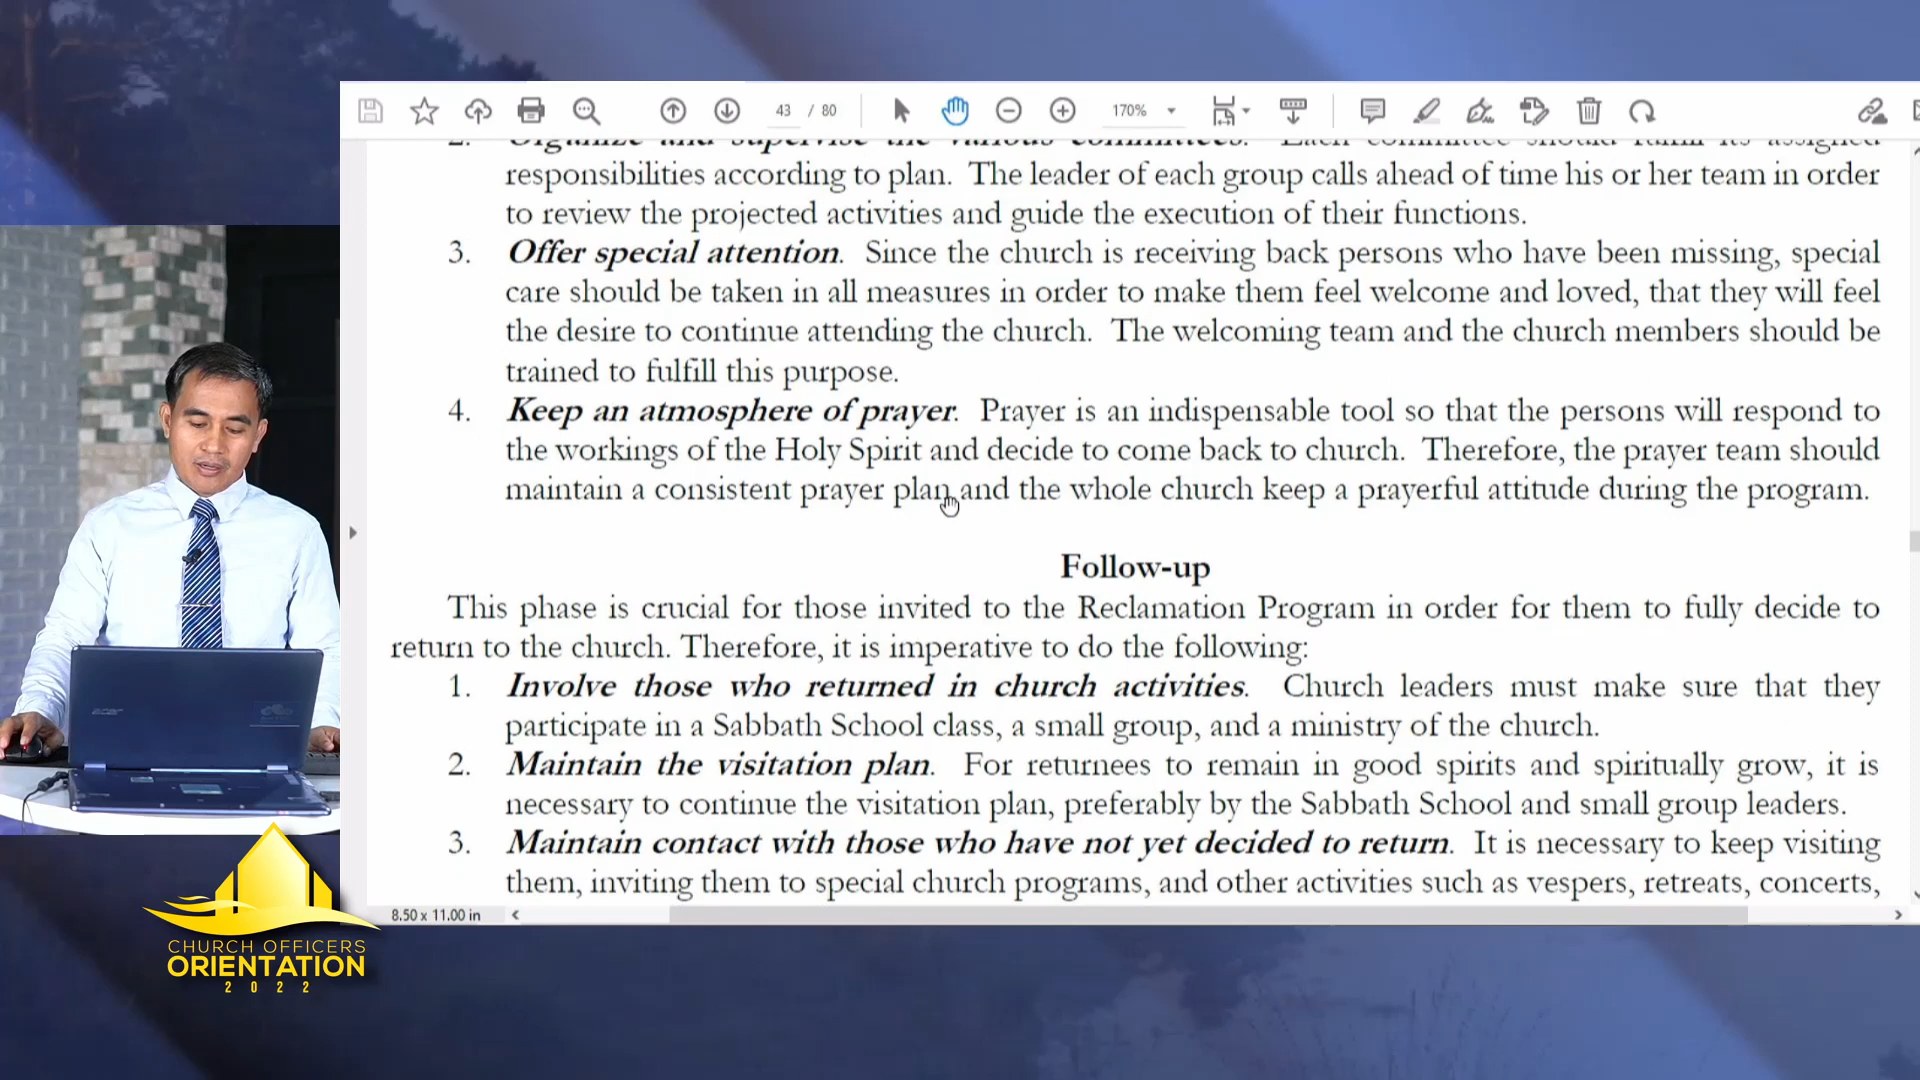 43 / 80
170%
2. Organize and supervise the various committees. Each committee should fulfill its assigned
responsibilities according to plan. The leader of each group calls ahead of time his or her team in order
to review the projected activities and guide the execution of their functions.
3. Offer special attention. Since the church is receiving back persons who have been missing, special
care should be taken in all measures in order to make them feel welcome and loved, that they will feel
the desire to continue attending the church. The welcoming team and the church members should be
trained to fulfill this purpose.
4. Keep an atmosphere of prayer. Prayer is an indispensable tool so that the persons will respond to
the workings of the Holy Spirit and decide to come back to church. Therefore, the prayer team should
maintain a consistent prayer plan and the whole church keep a prayerful attitude during the program.
Follow-up
This phase is crucial for those invited to the Reclamation Program in order for them to fully decide to
return to the church. Therefore, it is imperative to do the following:
1. Involve those who returned in church activities. Church leaders must make sure that they
participate in a Sabbath School class, a small group, and a ministry of the church.
2. Maintain the visitation plan. For returnees to remain in good spirits and spiritually grow, it is
necessary to continue the visitation plan, preferably by the Sabbath School and small group leaders.
3. Maintain contact with those who have not yet decided to return. It is necessary to keep visiting
them, inviting them to special church programs, and other activities such as vespers, retreats, concerts,
8.50 x 11.00 in
CHURCH OFFICERS
ORIENTATION
2022